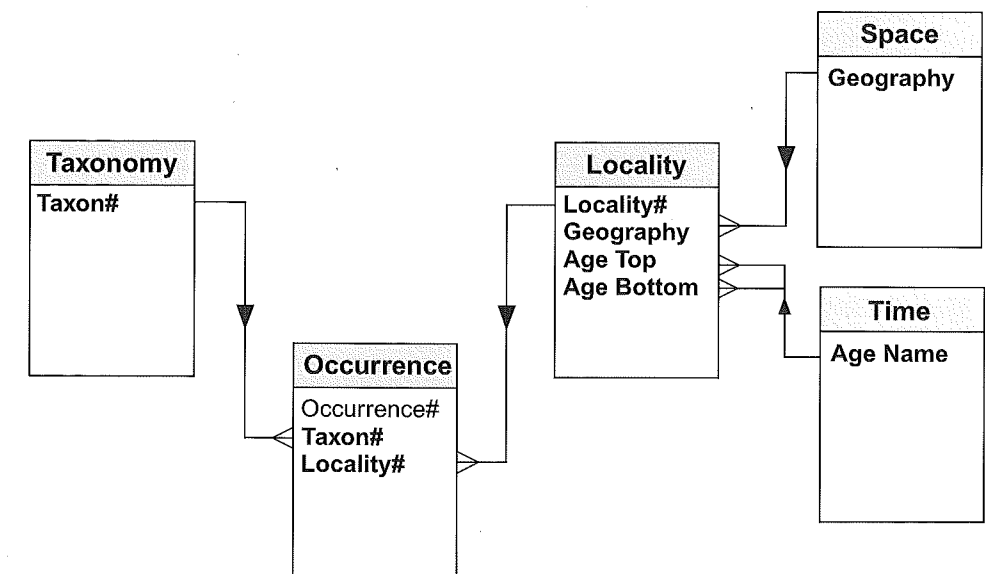 Space
Geography
Taxonomy
Taxon#
Locality
Locality#
Geography
Age Top
Age Bottom
Time
Age Name
Occurrence
Occurrence#
Taxon#
Locality#